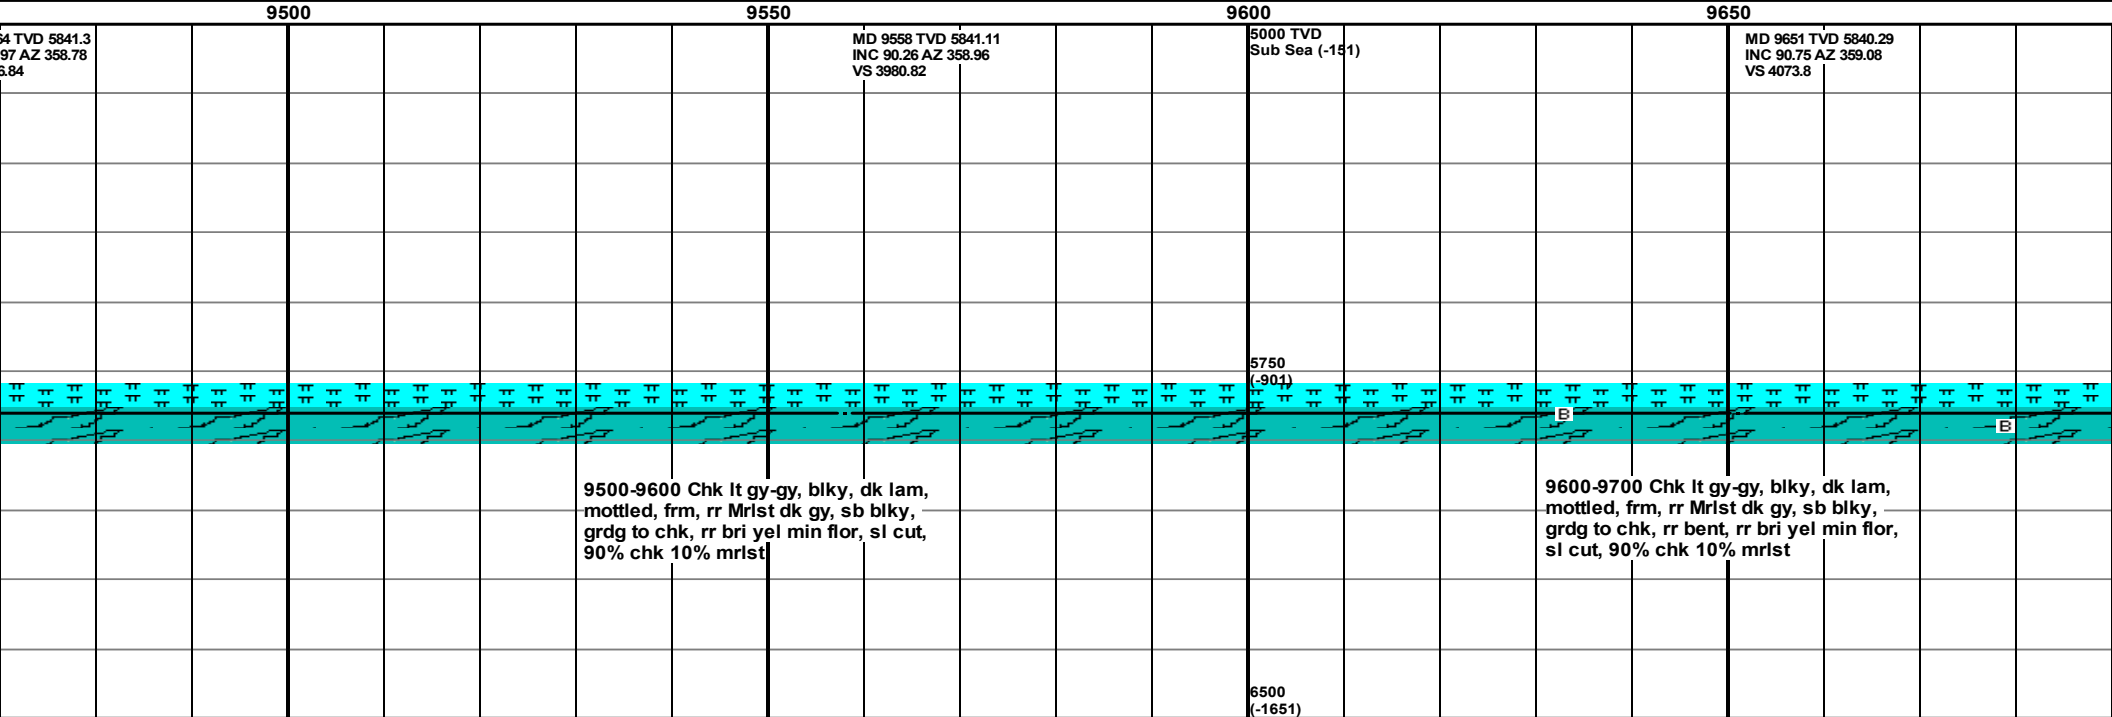 9500 9550 9600 9650
64 TVD 5841.3
97 AZ 358.78
6.84
MD 9558 TVD 5841.11
INC 90.26 AZ 358.96
VS 3980.82
5000 TVD
Sub Sea (-151)
MD 9651 TVD 5840.29
INC 90.75 AZ 359.08
VS 4073.8
5750
(-901)
B
B
9500-9600 Chk lt gy-gy, blky, dk lam,
mottled, frm, rr Mrlst dk gy, sb blky,
grdg to chk, rr bri yel min flor, sl cut,
90% chk 10% mrlst
9600-9700 Chk lt gy-gy, blky, dk lam,
mottled, frm, rr Mrlst dk gy, sb blky,
grdg to chk, rr bent, rr bri yel min flor,
sl cut, 90% chk 10% mrlst
6500
(-1651)